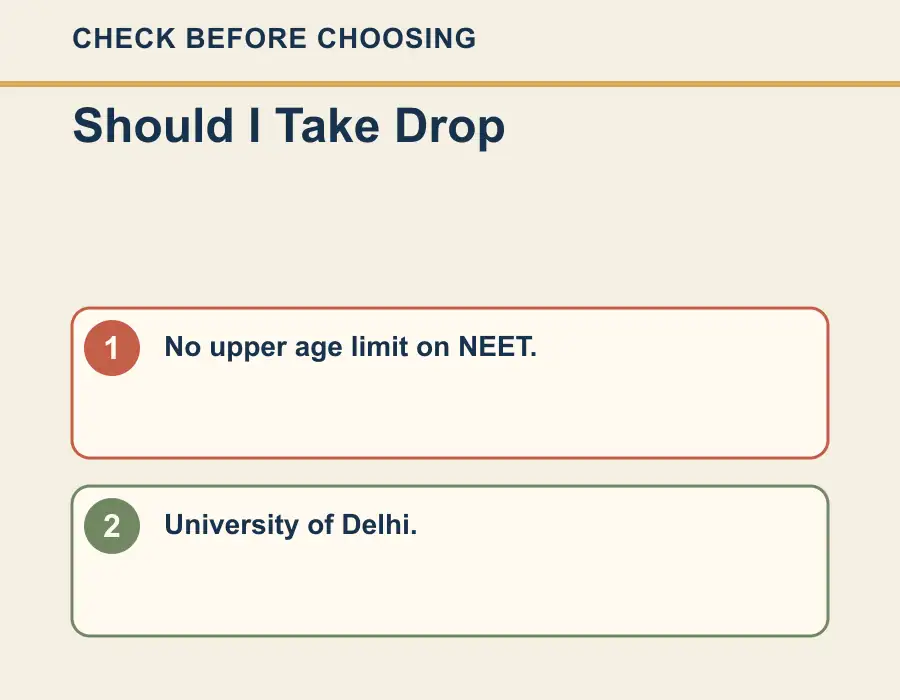 CHECK BEFORE CHOOSING
Should I Take Drop
1 No upper age limit on NEET.
2 University of Delhi.